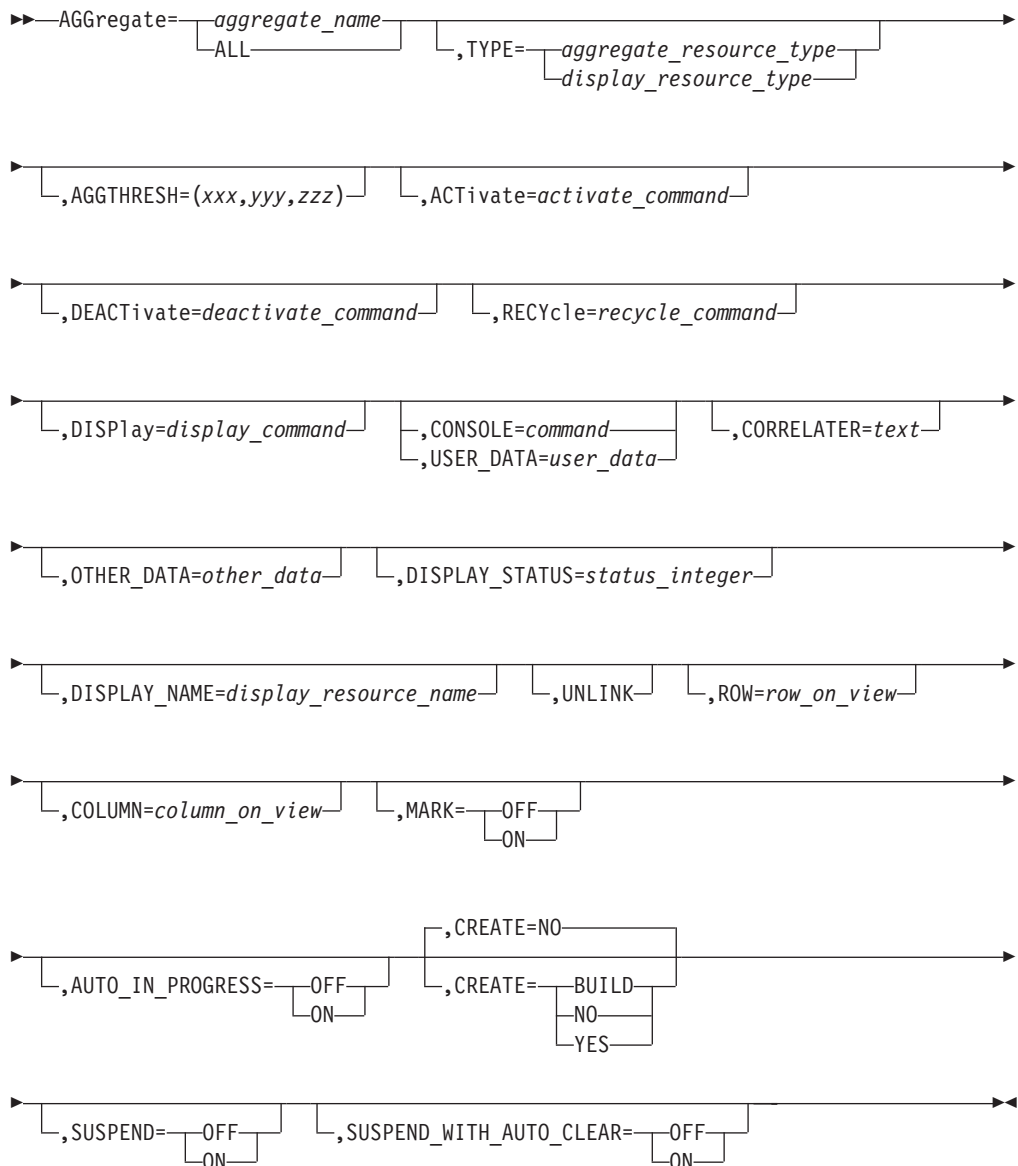 AGGregate= aggregate_name ,TYPE= aggregate_resource_type
ALL display_resource_type
,AGGTHRESH=(xxx,yyy,zzz) ,ACTivate=activate_command
,DEACTivate=deactivate_command ,RECYcle=recycle_command
,DISPlay=display_command ,CONSOLE=command ,CORRELATER=text
,USER_DATA=user_data
,OTHER_DATA=other_data ,DISPLAY_STATUS=status_integer
,DISPLAY_NAME=display_resource_name ,UNLINK ,ROW=row_on_view
,COLUMN=column_on_view ,MARK= OFF
ON
,CREATE=NO
,AUTO_IN_PROGRESS= OFF ,CREATE= BUILD
ON NO
YES
,SUSPEND= OFF ,SUSPEND_WITH_AUTO_CLEAR= OFF
ON ON